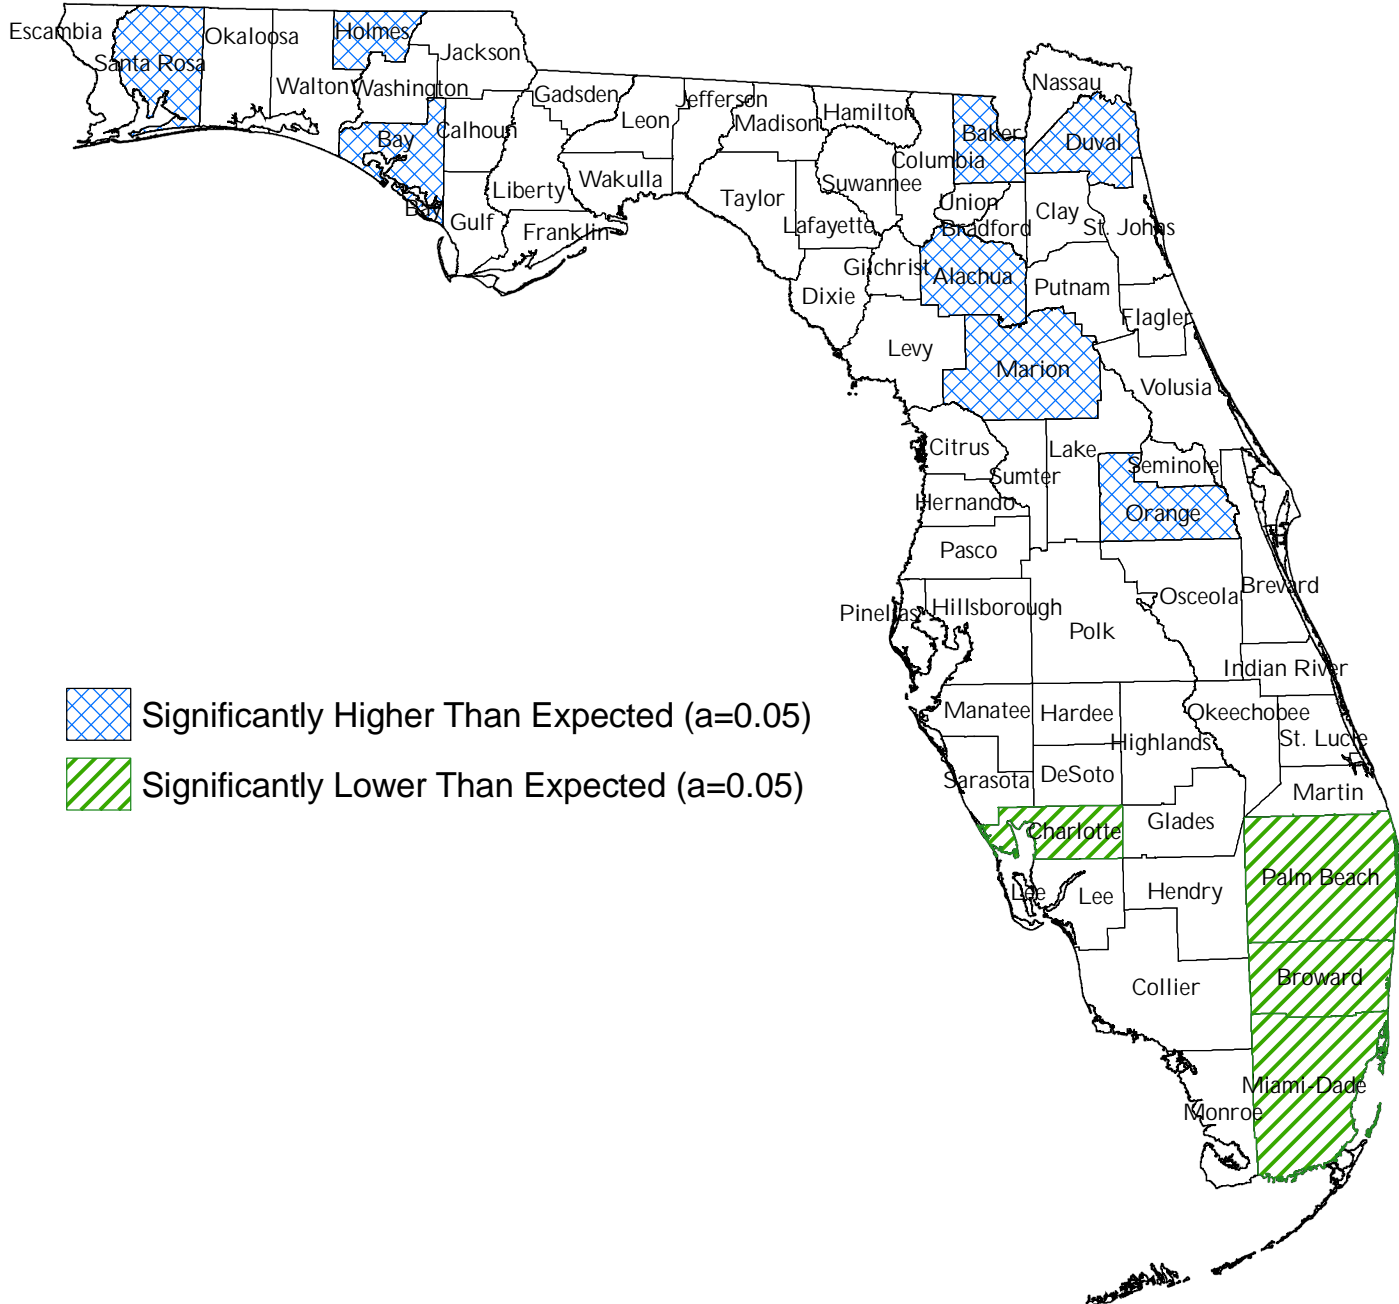 Escambia
Santa Rosa
Okaloosa
Walton
Holmes
Washington
Jackson
Bay
Bay
Calhoun
Gulf
Gadsden
Liberty
Franklin
Leon
Wakulla
Jefferson
Madison
Taylor
Hamilton
Suwannee
Lafayette
Dixie
Columbia
Gilchrist
Levy
Baker
Union
Bradford
Alachua
Marion
Nassau
Duval
Clay
St. Johns
Putnam
Flagler
Volusia
Citrus
Sumter
Lake
Seminole
Orange
Hernando
Pasco
Pinellas
Hillsborough
Polk
Osceola
Brevard
Indian River
Manatee
Hardee
Highlands
Okeechobee
St. Lucie
Sarasota
DeSoto
Martin
Charlotte
Glades
Lee
Lee
Hendry
Palm Beach
Collier
Broward
Monroe
Miami-Dade
Significantly Higher Than Expected (a=0.05)
Significantly Lower Than Expected (a=0.05)